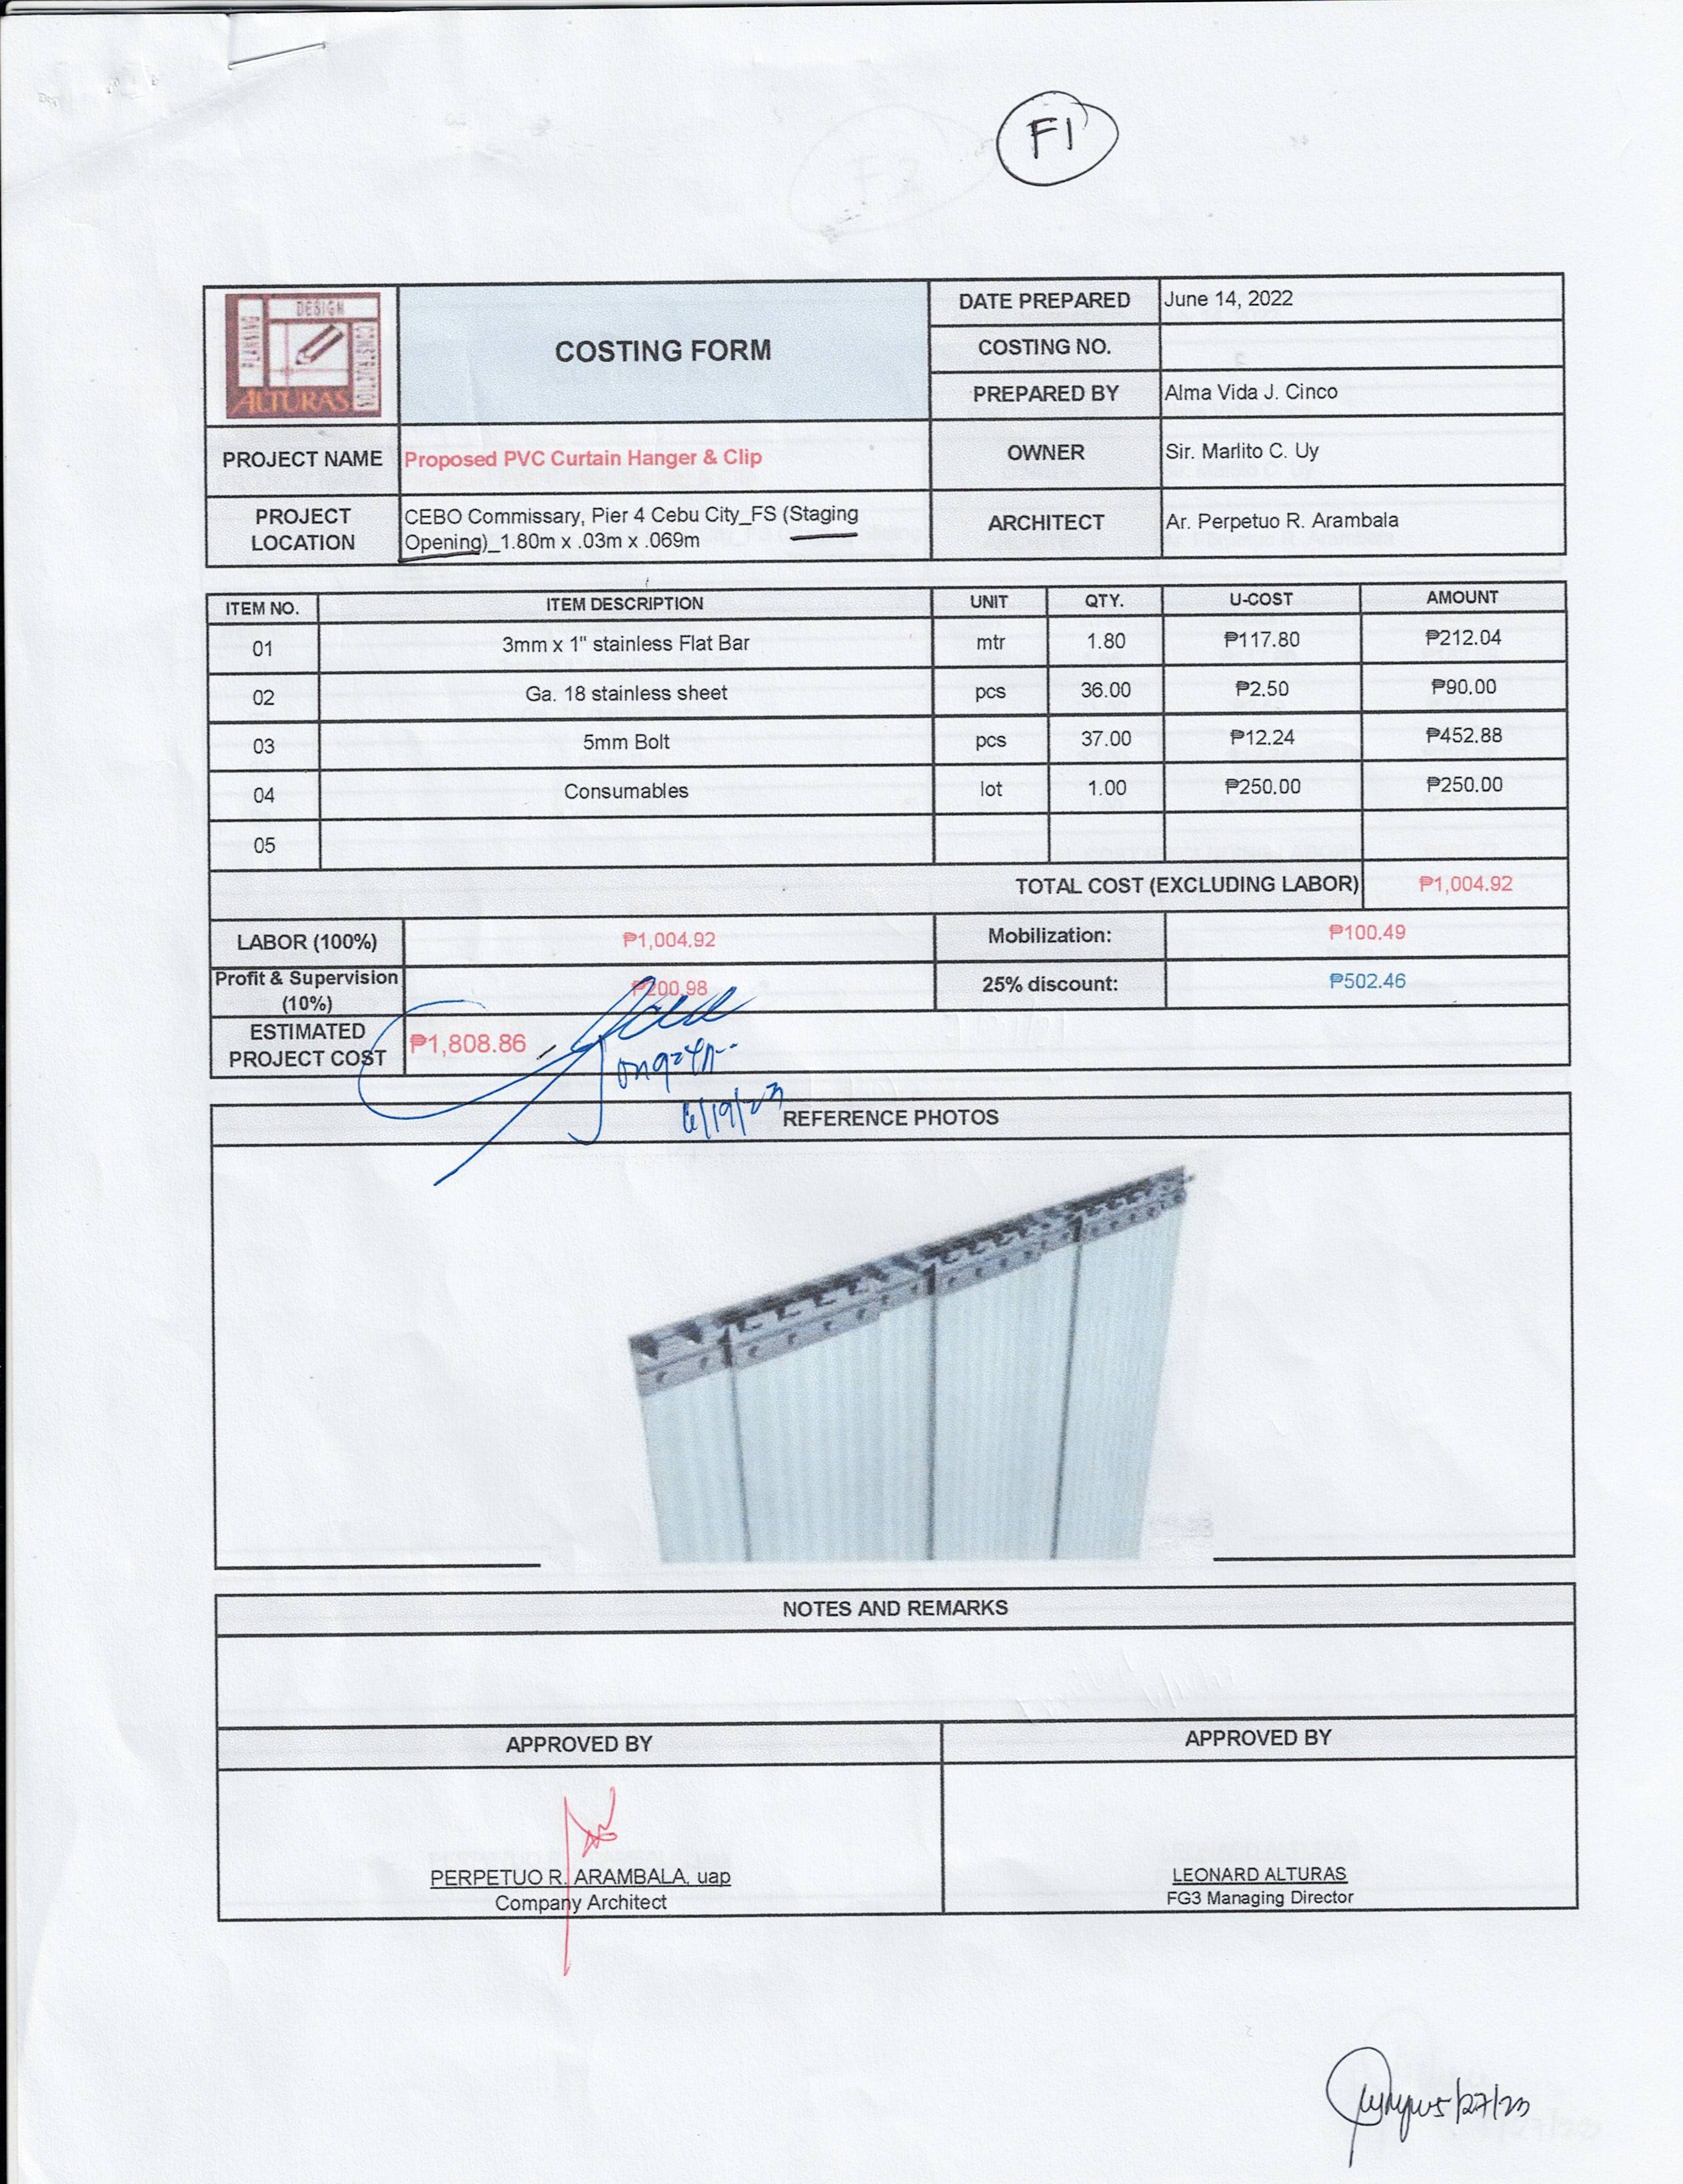 F1
DESIGN
PLANNING
CONSTRUCTION
ALTURAS
COSTING FORM
DATE PREPARED June 14, 2022
COSTING NO.
PREPARED BY Alma Vida J. Cinco
PROJECT NAME Proposed PVC Curtain Hanger & Clip
OWNER Sir. Marlito C. Uy
PROJECT LOCATION CEBO Commissary, Pier 4 Cebu City_FS (Staging
Opening)_1.80m x .03m x .069m
ARCHITECT Ar. Perpetuo R. Arambala
ITEM NO. ITEM DESCRIPTION UNIT QTY. U-COST AMOUNT
01 3mm x 1" stainless Flat Bar mtr 1.80 ₱117.80 ₱212.04
02 Ga. 18 stainless sheet pcs 36.00 ₱2.50 ₱90.00
03 5mm Bolt pcs 37.00 ₱12.24 ₱452.88
04 Consumables lot 1.00 ₱250.00 ₱250.00
05
TOTAL COST (EXCLUDING LABOR) ₱1,004.92
LABOR (100%) ₱1,004.92 Mobilization: ₱100.49
Profit & Supervision
(10%) ₱200.98 25% discount: ₱502.46
ESTIMATED
PROJECT COST ₱1,808.86
6/19/23
REFERENCE PHOTOS
NOTES AND REMARKS
APPROVED BY APPROVED BY
PERPETUO R. ARAMBALA, uap
Company Architect
LEONARD ALTURAS
FG3 Managing Director
5/27/23